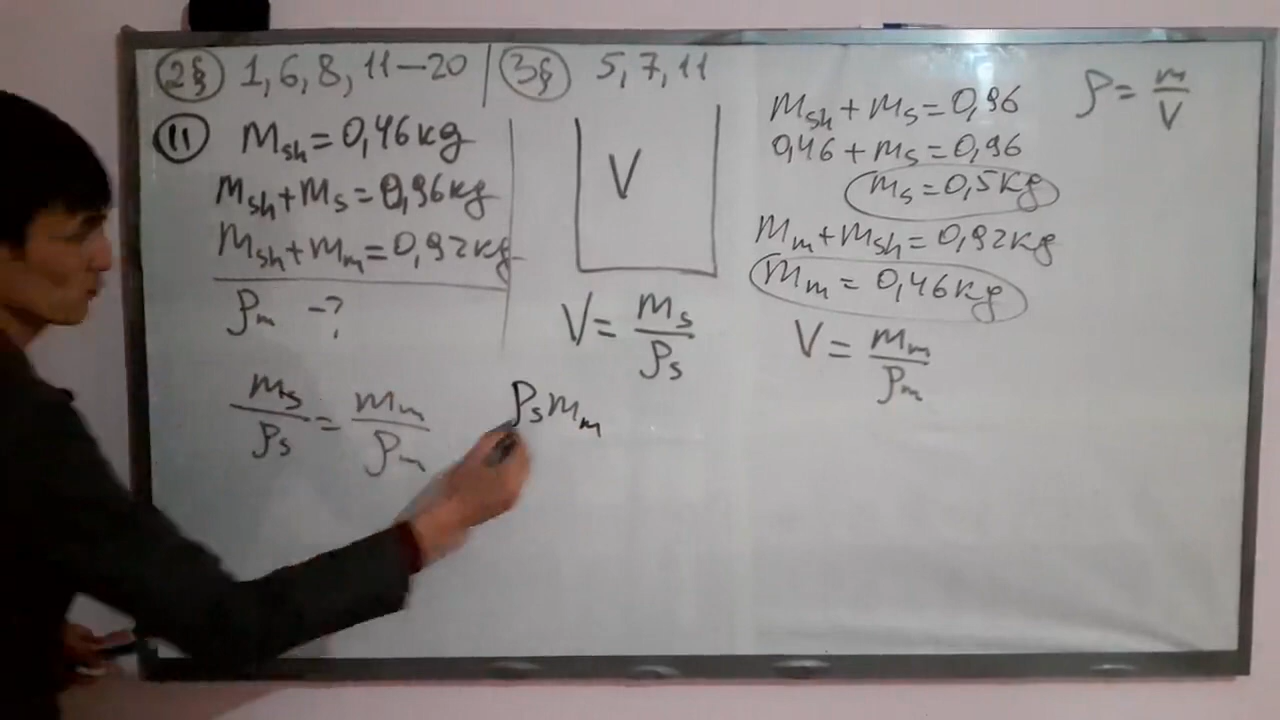 2§ 1, 6, 8, 11–20 | 3§ 5, 7, 11
11 m_sh = 0,46 kg
m_sh + m_s = 0,96 kg
m_sh + m_m = 0,92 kg
ρ_m – ?
m_s/ρ_s = m_m/ρ_m
ρ_s m_m
V
V = m_s/ρ_s
m_sh + m_s = 0,96
0,46 + m_s = 0,96
m_s = 0,5 kg
m_m + m_sh = 0,92 kg
m_m = 0,46 kg
V = m_m/ρ_m
ρ = m/V